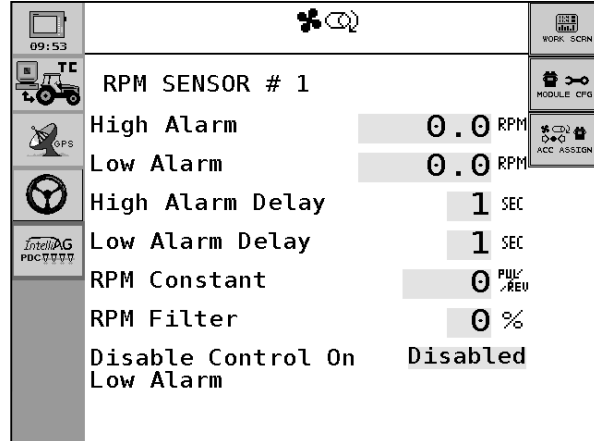 09:53
TC
GPS
IntelliAG
PDC
WORK SCRN
MODULE CFG
ACC ASSIGN
RPM SENSOR # 1
High Alarm 0.0 RPM
Low Alarm 0.0 RPM
High Alarm Delay 1 SEC
Low Alarm Delay 1 SEC
RPM Constant 0 PUL/
/REV
RPM Filter 0 %
Disable Control On Disabled
Low Alarm